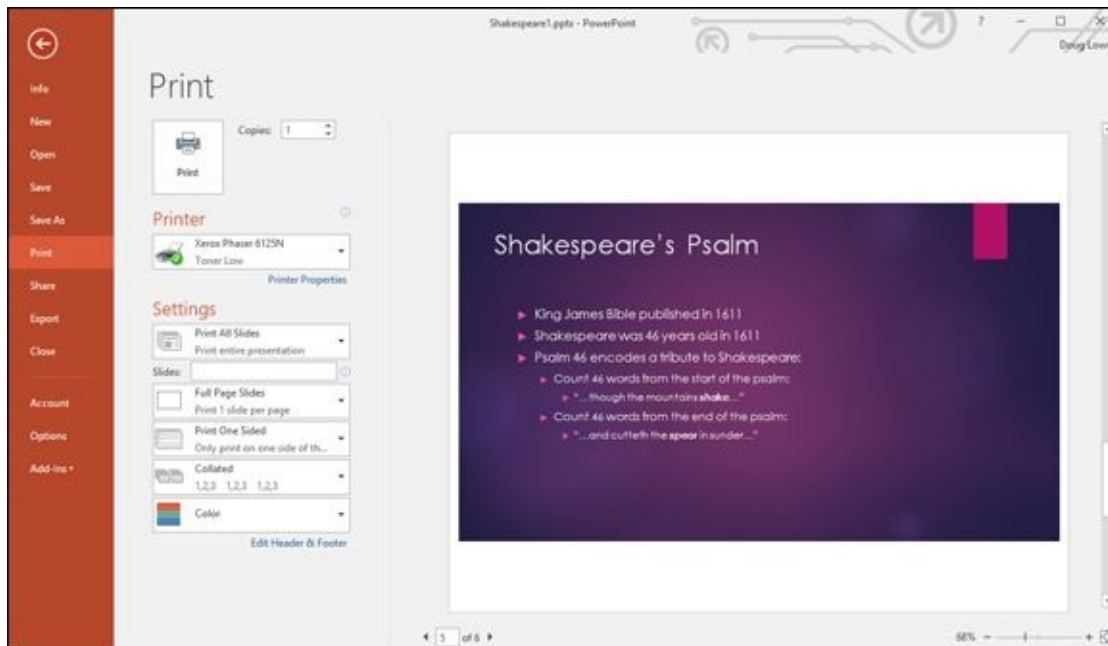 Shakespeare1.pptx - PowerPoint
?
Doug Lowe
Info
New
Open
Save
Save As
Print
Share
Export
Close
Account
Options
Add-ins
Print
Copies: 1
Print
Printer
Xerox Phaser 6125N
Toner Low
Printer Properties
Settings
Print All Slides
Print entire presentation
Slides:
Full Page Slides
Print 1 slide per page
Print One Sided
Only print on one side of th...
Collated
1,2,3 1,2,3 1,2,3
Color
Edit Header & Footer
Shakespeare's Psalm
King James Bible published in 1611
Shakespeare was 46 years old in 1611
Psalm 46 encodes a tribute to Shakespeare:
Count 46 words from the start of the psalm:
"...though the mountains shake..."
Count 46 words from the end of the psalm:
"...and cutteth the spear in sunder..."
5 of 6
68%